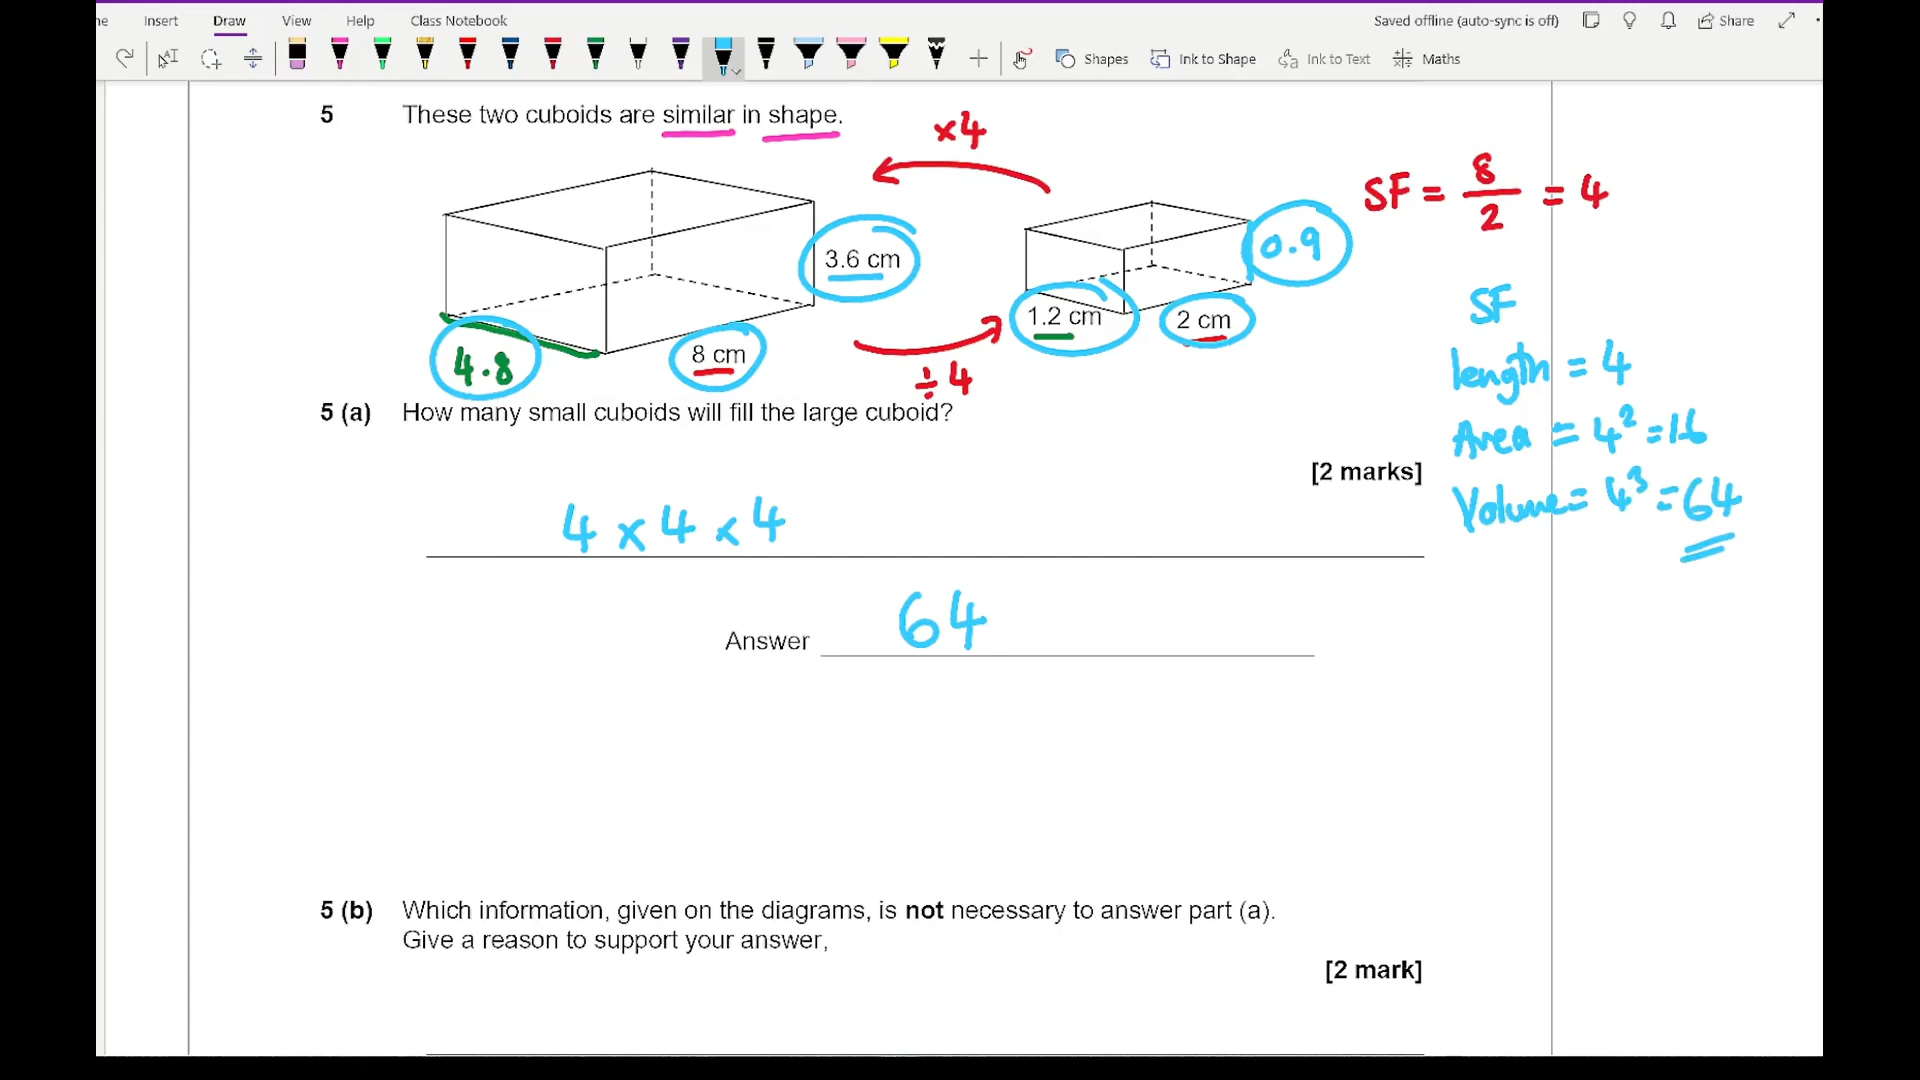 Insert Draw View Help Class Notebook Saved offline (auto-sync is off) Share
Shapes Ink to Shape Ink to Text Maths
5 These two cuboids are similar in shape.
×4
SF = 8/2 = 4
3.6 cm
0.9
1.2 cm
2 cm
4.8
8 cm
÷4
SF
length = 4
Area = 4² = 16
Volume = 4³ = 64
5 (a) How many small cuboids will fill the large cuboid?
[2 marks]
4 × 4 × 4
Answer 64
5 (b) Which information, given on the diagrams, is not necessary to answer part (a).
Give a reason to support your answer,
[2 mark]